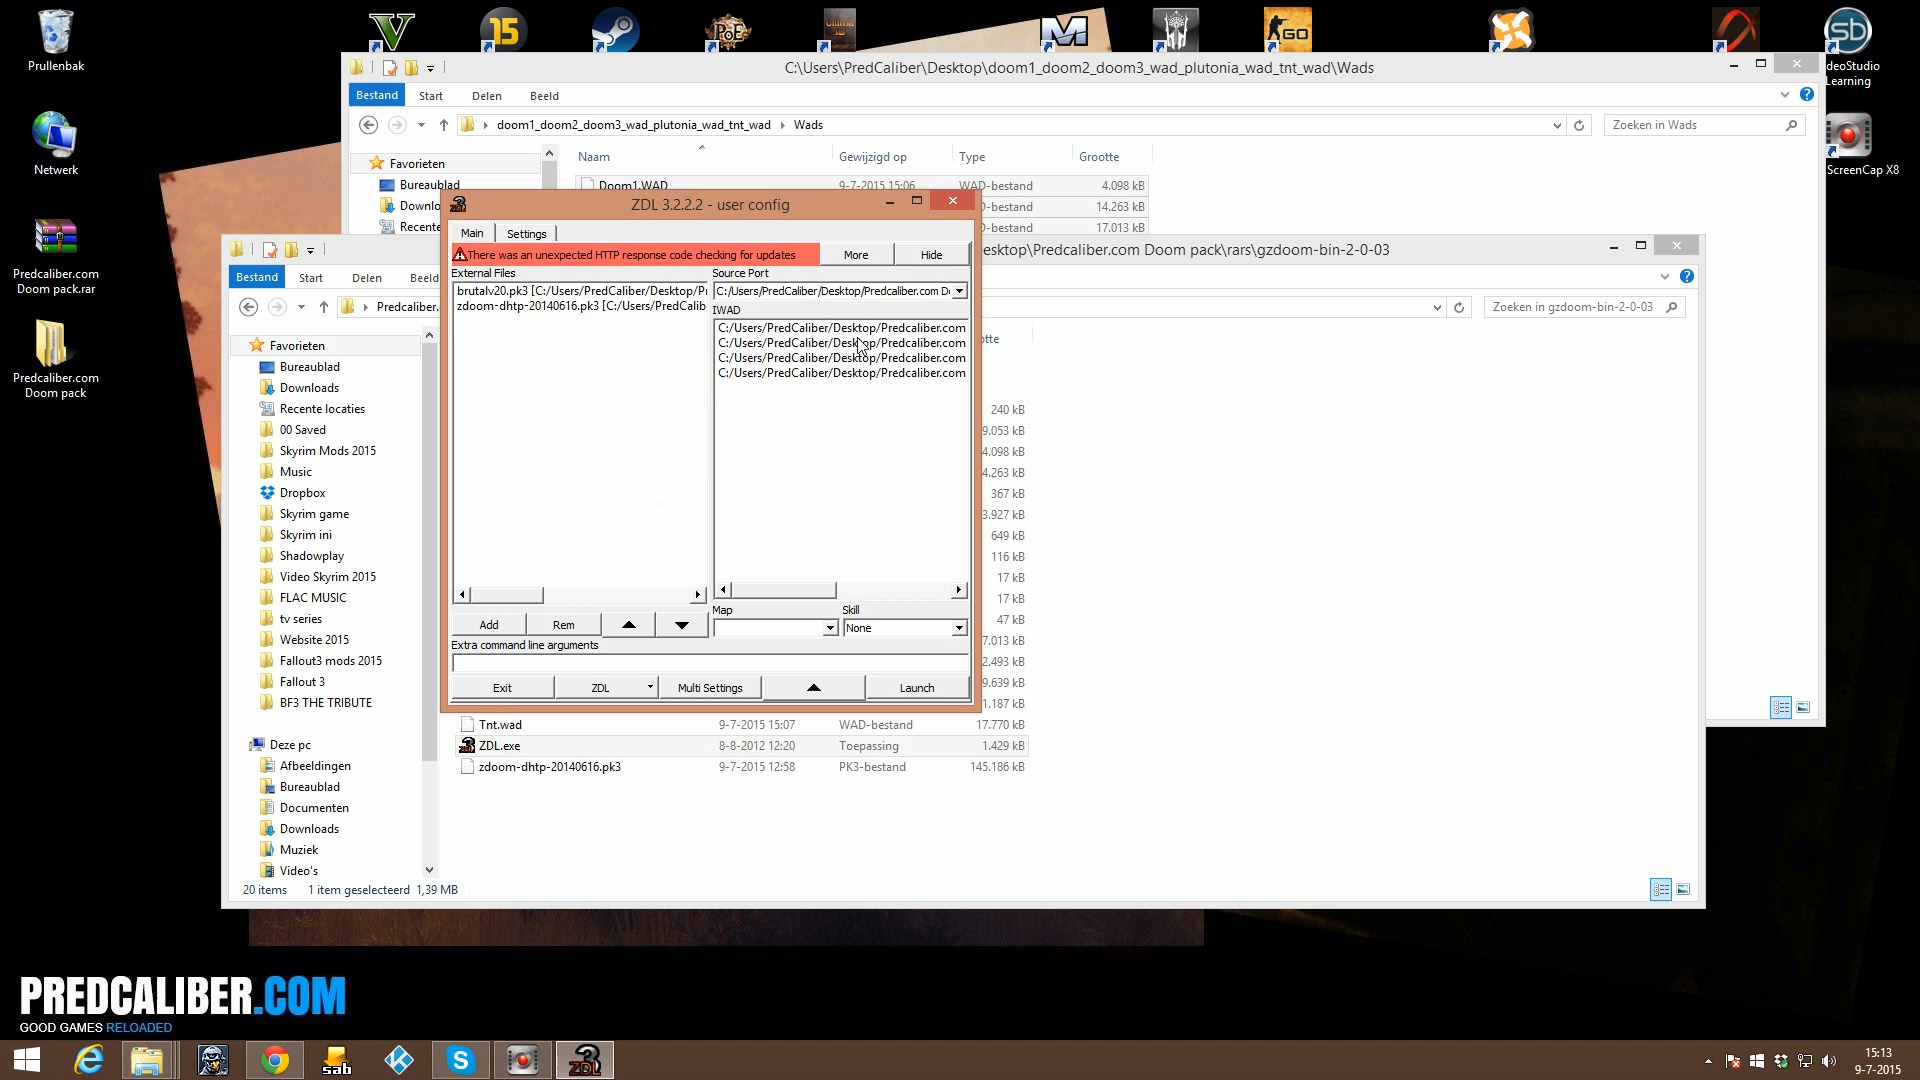 Prullenbak
Netwerk
Predcaliber.com
Doom pack.rar
Predcaliber.com
Doom pack
15
PoE
GO
sb
deoStudio
Learning
ScreenCap X8
C:\Users\PredCaliber\Desktop\doom1_doom2_doom3_wad_plutonia_wad_tnt_wad\Wads
Bestand Start Delen Beeld
doom1_doom2_doom3_wad_plutonia_wad_tnt_wad Wads
Zoeken in Wads
Favorieten
Bureaublad
Downlo
Recente
Naam Gewijzigd op Type Grootte
Doom1.WAD 9-7-2015 15:06 WAD-bestand 4.098 kB
D-bestand 14.263 kB
D-bestand 17.013 kB
esktop\Predcaliber.com Doom pack\rars\gzdoom-bin-2-0-03
Bestand Start Delen Beeld
Predcaliber.
Zoeken in gzdoom-bin-2-0-03
Favorieten
Bureaublad
Downloads
Recente locaties
00 Saved
Skyrim Mods 2015
Music
Dropbox
Skyrim game
Skyrim ini
Shadowplay
Video Skyrim 2015
FLAC MUSIC
tv series
Website 2015
Fallout3 mods 2015
Fallout 3
BF3 THE TRIBUTE
Deze pc
Afbeeldingen
Bureaublad
Documenten
Downloads
Muziek
Video's
20 items 1 item geselecteerd 1,39 MB
otte
240 kB
9.053 kB
4.098 kB
4.263 kB
367 kB
3.927 kB
649 kB
116 kB
17 kB
17 kB
47 kB
7.013 kB
2.493 kB
9.639 kB
1.187 kB
Tnt.wad 9-7-2015 15:07 WAD-bestand 17.770 kB
ZDL.exe 8-8-2012 12:20 Toepassing 1.429 kB
zdoom-dhtp-20140616.pk3 9-7-2015 12:58 PK3-bestand 145.186 kB
ZDL 3.2.2.2 - user config
Main Settings
There was an unexpected HTTP response code checking for updates More Hide
External Files
brutalv20.pk3 [C:/Users/PredCaliber/Desktop/Pr
zdoom-dhtp-20140616.pk3 [C:/Users/PredCalib
Source Port
C:/Users/PredCaliber/Desktop/Predcaliber.com D
IWAD
C:/Users/PredCaliber/Desktop/Predcaliber.com
C:/Users/PredCaliber/Desktop/Predcaliber.com
C:/Users/PredCaliber/Desktop/Predcaliber.com
C:/Users/PredCaliber/Desktop/Predcaliber.com
Add Rem
Map Skill
None
Extra command line arguments
Exit ZDL Multi Settings Launch
PREDCALIBER.COM
GOOD GAMES RELOADED
sab
ZDL
15:13
9-7-2015